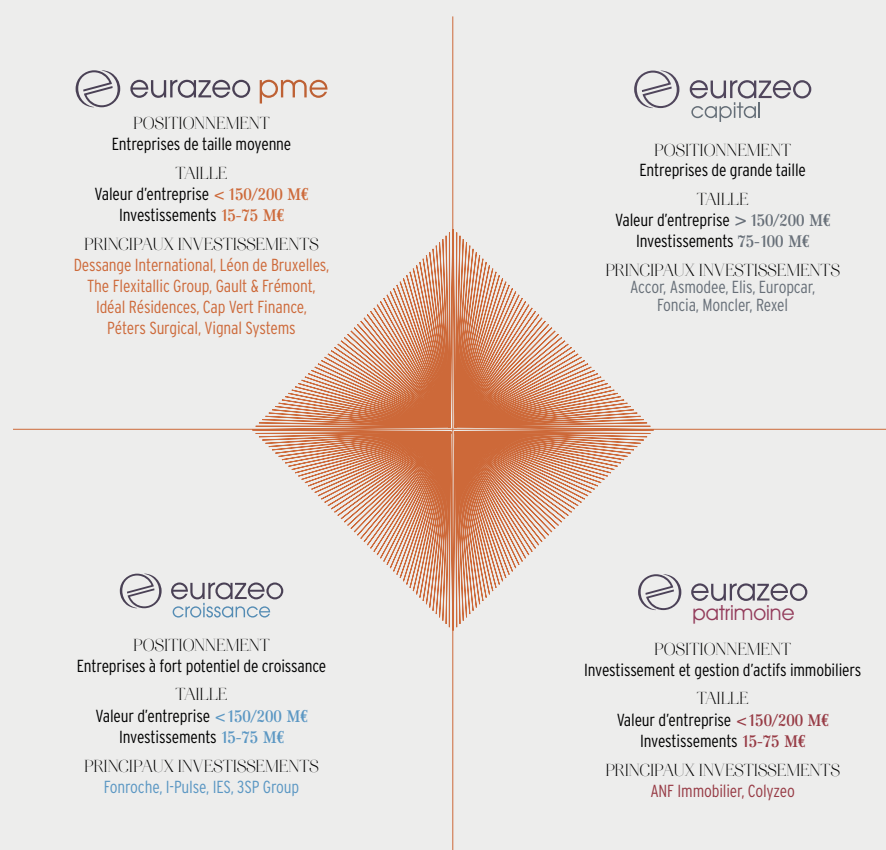 eurazeo pme
POSITIONNEMENT
Entreprises de taille moyenne
TAILLE
Valeur d'entreprise < 150/200 M€
Investissements 15-75 M€
PRINCIPAUX INVESTISSEMENTS
Dessange International, Léon de Bruxelles,
The Flexitallic Group, Gault & Frémont,
Idéal Résidences, Cap Vert Finance,
Péters Surgical, Vignal Systems
eurazeo
capital
POSITIONNEMENT
Entreprises de grande taille
TAILLE
Valeur d'entreprise > 150/200 M€
Investissements 75-100 M€
PRINCIPAUX INVESTISSEMENTS
Accor, Asmodee, Elis, Europcar,
Foncia, Moncler, Rexel
eurazeo
croissance
POSITIONNEMENT
Entreprises à fort potentiel de croissance
TAILLE
Valeur d'entreprise <150/200 M€
Investissements 15-75 M€
PRINCIPAUX INVESTISSEMENTS
Fonroche, I-Pulse, IES, 3SP Group
eurazeo
patrimoine
POSITIONNEMENT
Investissement et gestion d'actifs immobiliers
TAILLE
Valeur d'entreprise <150/200 M€
Investissements 15-75 M€
PRINCIPAUX INVESTISSEMENTS
ANF Immobilier, Colyzeo